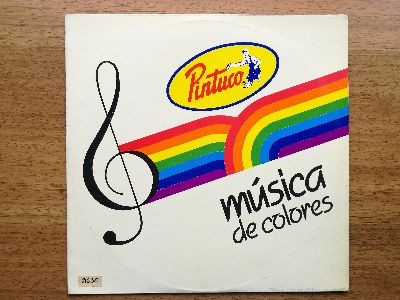 Pintuco
música
de colores